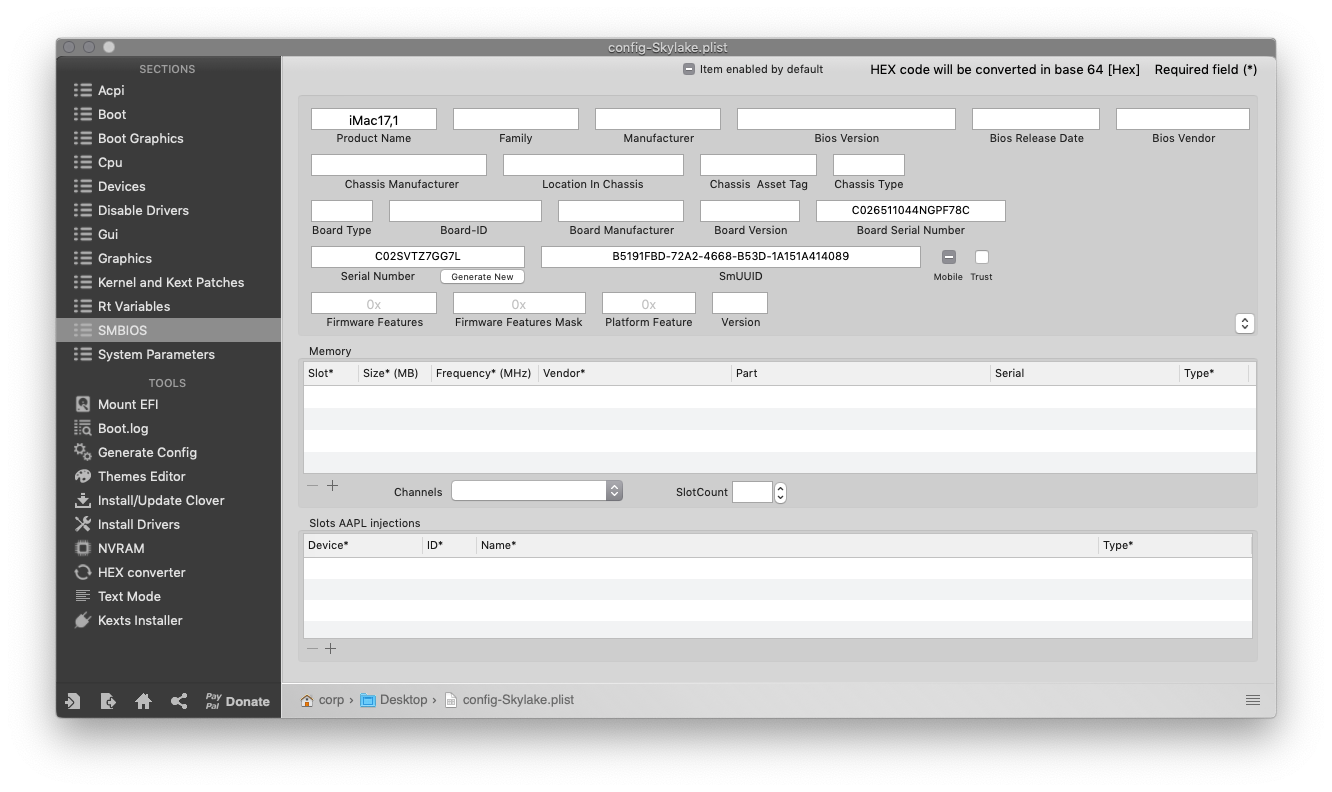 config-Skylake.plist
SECTIONS
Acpi
Boot
Boot Graphics
Cpu
Devices
Disable Drivers
Gui
Graphics
Kernel and Kext Patches
Rt Variables
SMBIOS
System Parameters
TOOLS
Mount EFI
Boot.log
Generate Config
Themes Editor
Install/Update Clover
Install Drivers
NVRAM
HEX converter
Text Mode
Kexts Installer
Pay
Pal
Donate
Item enabled by default HEX code will be converted in base 64 [Hex] Required field (*)
iMac17,1
Product Name Family Manufacturer Bios Version Bios Release Date Bios Vendor
Chassis Manufacturer Location In Chassis Chassis Asset Tag Chassis Type
C026511044NGPF78C
Board Type Board-ID Board Manufacturer Board Version Board Serial Number
C02SVTZ7GG7L B5191FBD-72A2-4668-B53D-1A151A414089
Serial Number Generate New SmUUID Mobile Trust
0x 0x 0x
Firmware Features Firmware Features Mask Platform Feature Version
Memory
Slot* Size* (MB) Frequency* (MHz) Vendor* Part Serial Type*
Channels SlotCount
Slots AAPL injections
Device* ID* Name* Type*
corp › Desktop › config-Skylake.plist